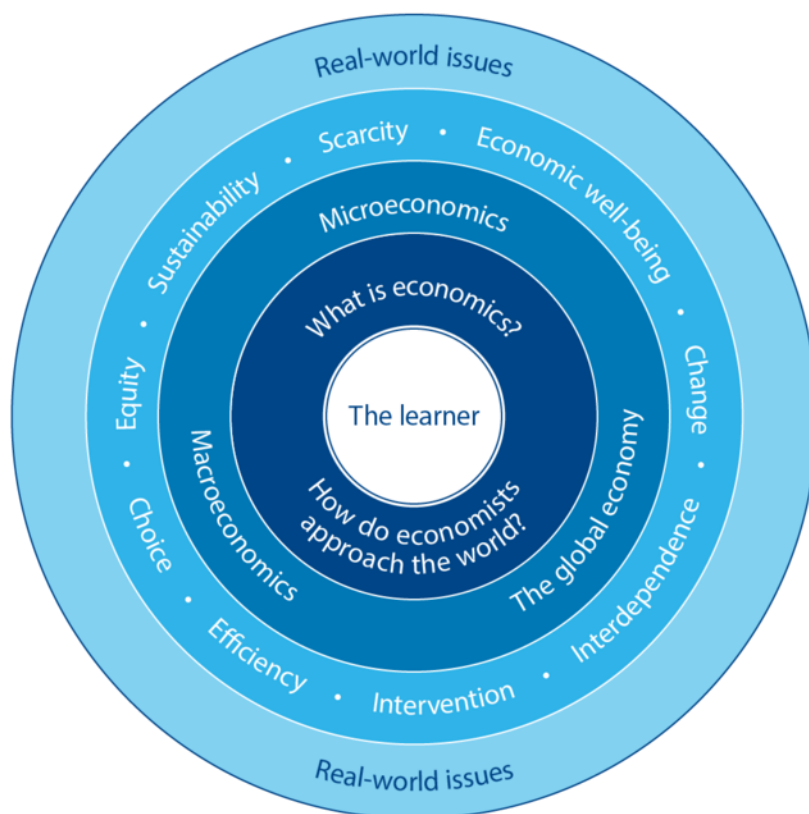 Real-world issues
Scarcity • Economic well-being • Change • Interdependence • Intervention • Efficiency • Choice • Equity • Sustainability •
Microeconomics
The global economy
Macroeconomics
What is economics?
The learner
How do economists
approach the world?
Real-world issues